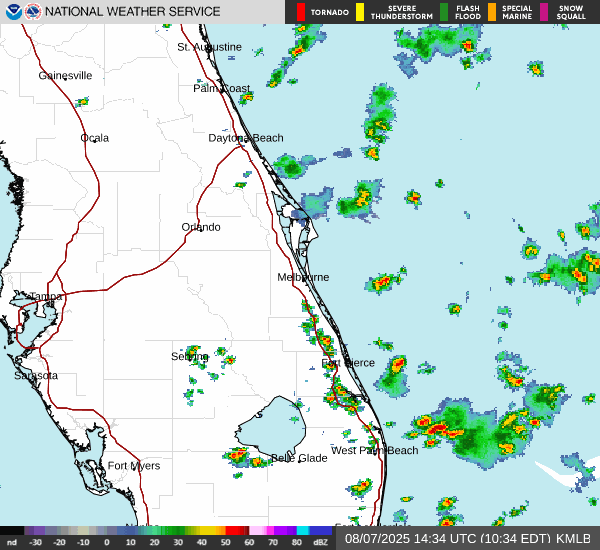 NATIONAL WEATHER SERVICE
TORNADO
SEVERE THUNDERSTORM
FLASH FLOOD
SPECIAL MARINE
SNOW SQUALL
St. Augustine
Gainesville
Palm Coast
Ocala
Daytona Beach
Orlando
Melbourne
Tampa
Sebring
Fort Pierce
Sarasota
West Palm Beach
Belle Glade
Fort Myers
nd -30 -20 -10 0 10 20 30 40 50 60 70 80 dBZ
08/07/2025 14:34 UTC (10:34 EDT) KMLB